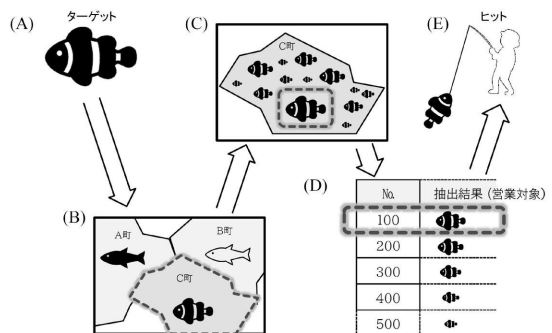 (A)
ターゲット
(B)
A町
B町
C町
(C)
C町
(D)
No. 抽出結果(営業対象)
100
200
300
400
500
(E)
ヒット